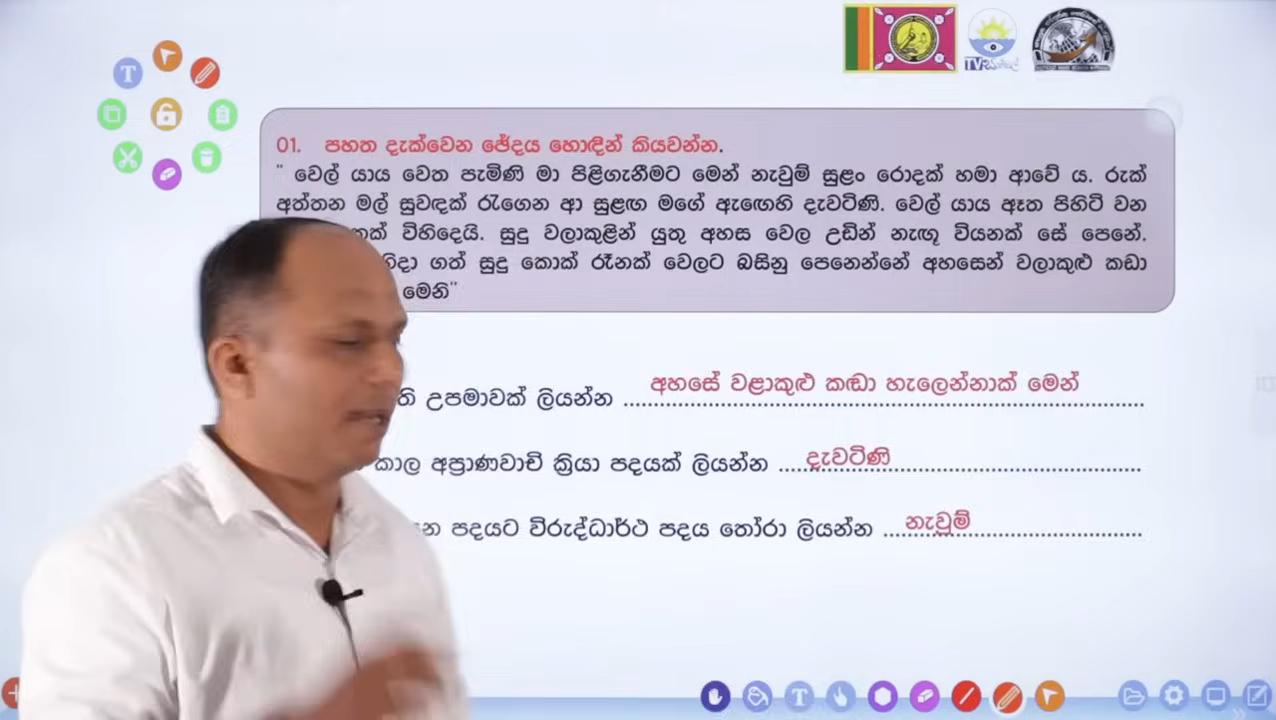 TV
01. පහත දැක්වෙන ඡේදය හොඳින් කියවන්න.
" වෙල් යාය වෙත පැමිණි මා පිළිගැනීමට මෙන් නැවුම් සුළං රොදක් හමා ආවේ ය. රුක්
අත්තන මල් සුවඳක් රැගෙන ආ සුළඟ මගේ ඇඟෙහි දැවටිණි. වෙල් යාය ඈත පිහිටි වන
විහිදෙයි. සුදු වලාකුළින් යුතු අහස වෙල උඩින් නැඟූ වියනක් සේ පෙනේ.
ගත් සුදු කොක් රෑනක් වෙලට බසිනු පෙනෙන්නේ අහසෙන් වලාකුළු කඩා
මෙනි"
උපමාවක් ලියන්න අහසේ වළාකුළු කඬා හැලෙන්නාක් මෙන්
කාල අප්‍රාණවාචි ක්‍රියා පදයක් ලියන්න දැවටිණි
පදයට විරුද්ධාර්ථ පදය තෝරා ලියන්න නැවුම්